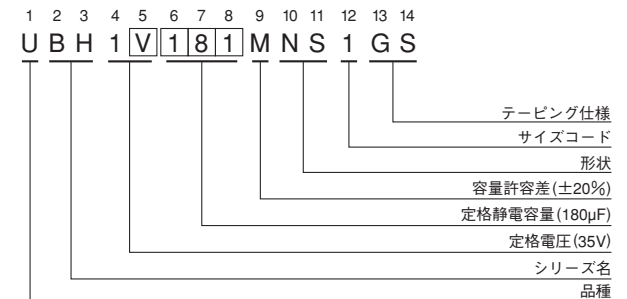 1 2 3 4 5 6 7 8 9 10 11 12 13 14
U B H 1 V 1 8 1 M N S 1 G S
テーピング仕様
サイズコード
形状
容量許容差(±20%)
定格静電容量(180µF)
定格電圧(35V)
シリーズ名
品種